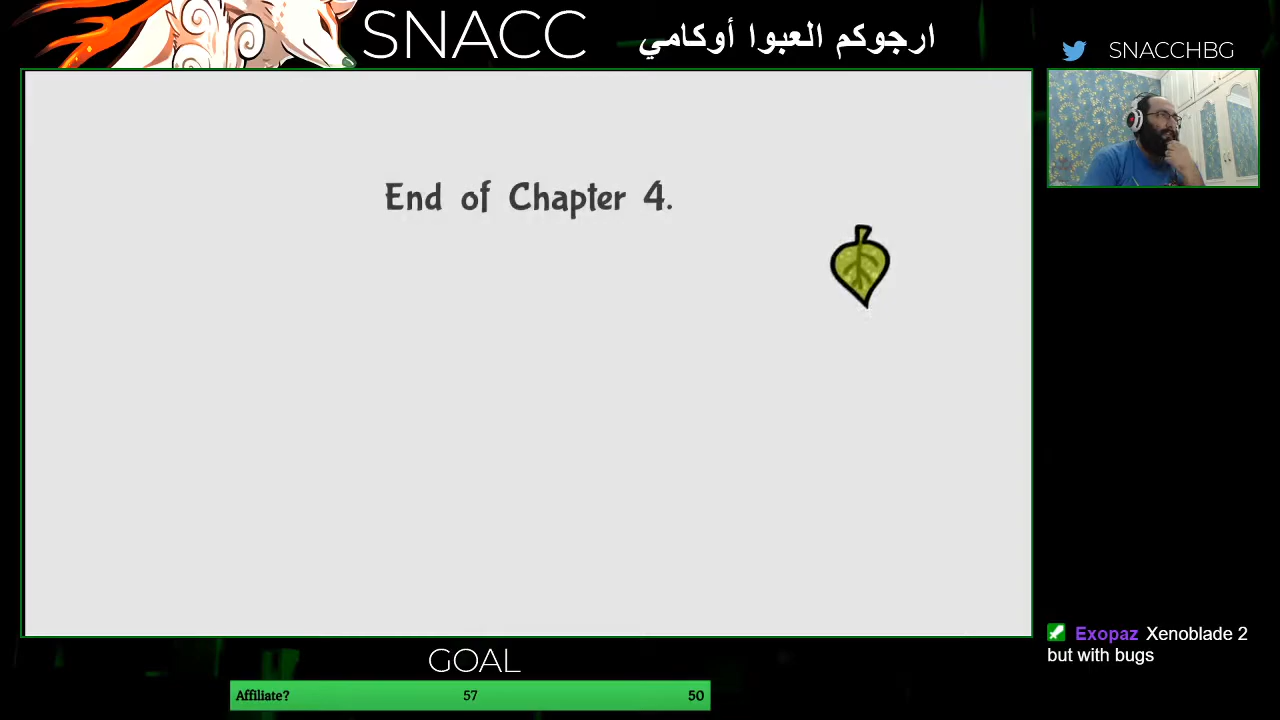 SNACC
ارجوكم العبوا أوكامي
SNACCHBG
End of Chapter 4.
Exopaz Xenoblade 2
but with bugs
GOAL
Affiliate? 57 50